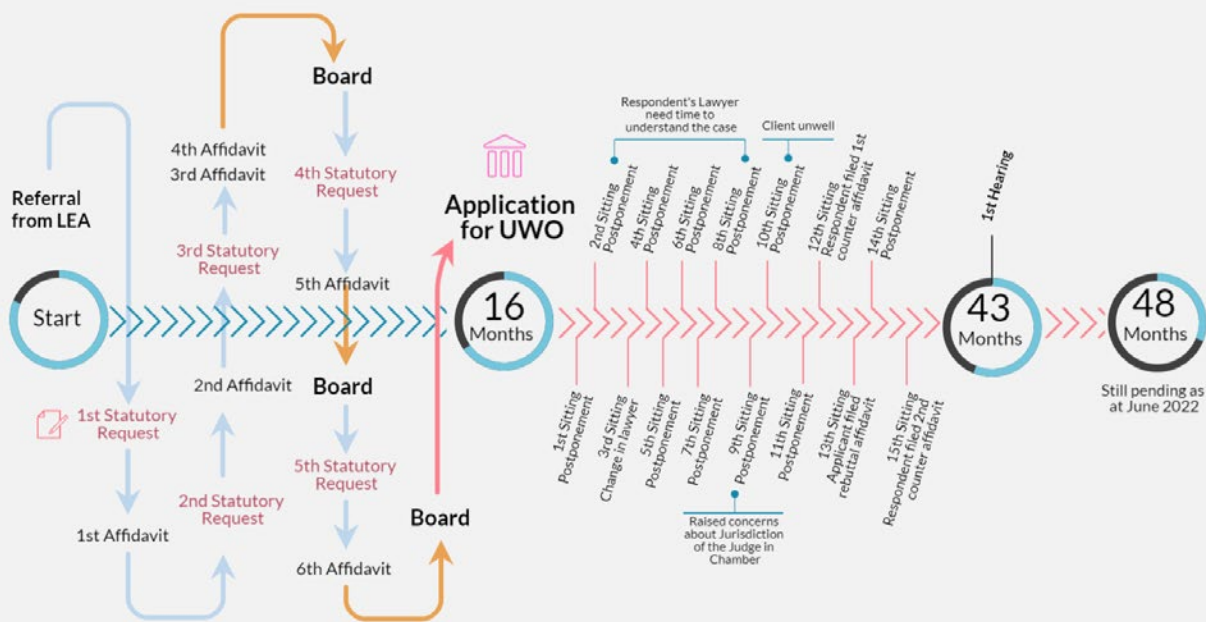 Referral
from LEA
Start
1st Statutory
Request
1st Affidavit
2nd Statutory
Request
2nd Affidavit
3rd Statutory
Request
4th Affidavit
3rd Affidavit
Board
4th Statutory
Request
5th Affidavit
Board
5th Statutory
Request
6th Affidavit
Board
Application
for UWO
16
Months
1st Sitting
Postponement
Respondent's Lawyer
need time to
understand the case
2nd Sitting
Postponement
3rd Sitting
Change in lawyer
4th Sitting
Postponement
5th Sitting
Postponement
6th Sitting
Postponement
7th Sitting
Postponement
8th Sitting
Postponement
9th Sitting
Postponement
Raised concerns
about Jurisdiction
of the Judge in
Chamber
Client unwell
10th Sitting
Postponement
11th Sitting
Postponement
12th Sitting
Respondent filed 1st
counter affidavit
13th Sitting
Applicant filed
rebuttal affidavit
14th Sitting
Postponement
15th Sitting
Respondent filed 2nd
counter affidavit
1st Hearing
43
Months
48
Months
Still pending as
at June 2022